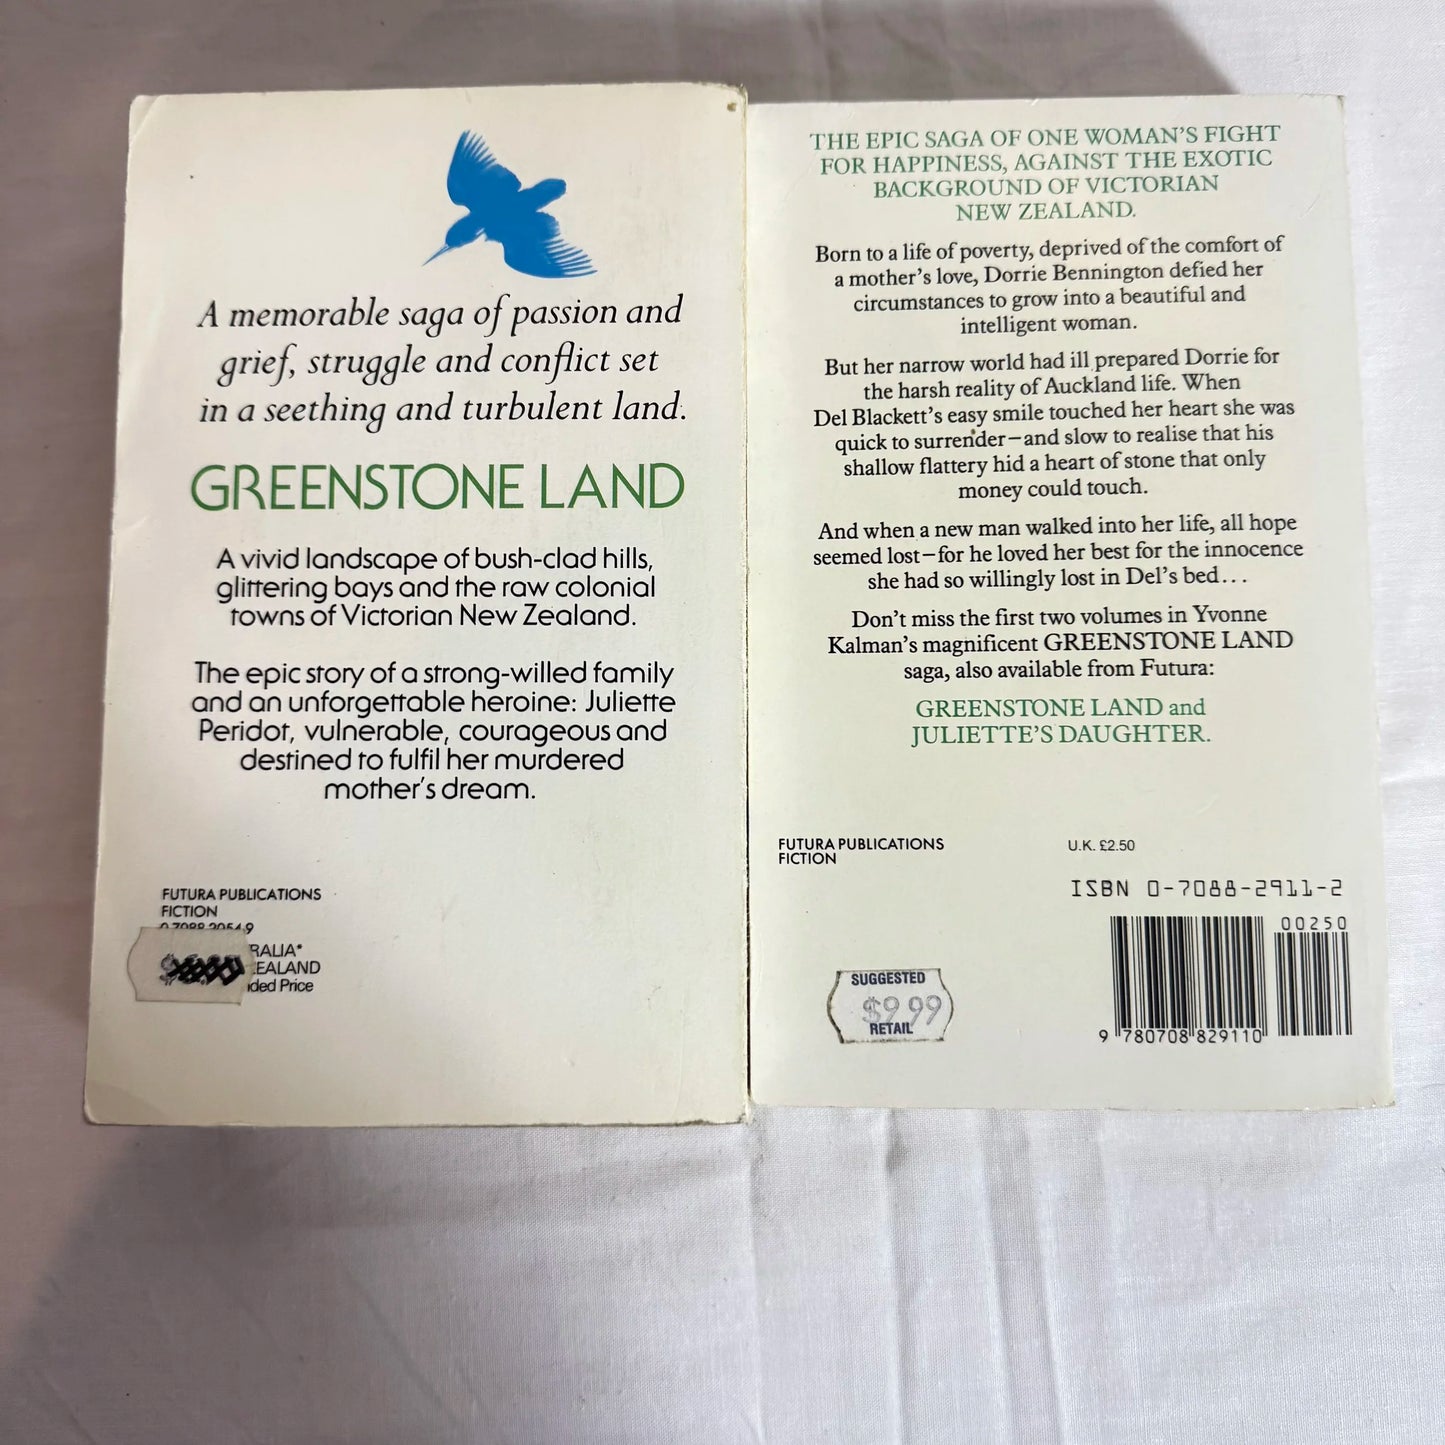 A memorable saga of passion and
grief, struggle and conflict set
in a seething and turbulent land.
GREENSTONE LAND
A vivid landscape of bush-clad hills,
glittering bays and the raw colonial
towns of Victorian New Zealand.
The epic story of a strong-willed family
and an unforgettable heroine: Juliette
Peridot, vulnerable, courageous and
destined to fulfil her murdered
mother's dream.
FUTURA PUBLICATIONS
FICTION
RALIA*
EALAND
ded Price
THE EPIC SAGA OF ONE WOMAN'S FIGHT
FOR HAPPINESS, AGAINST THE EXOTIC
BACKGROUND OF VICTORIAN
NEW ZEALAND.
Born to a life of poverty, deprived of the comfort of
a mother's love, Dorrie Bennington defied her
circumstances to grow into a beautiful and
intelligent woman.
But her narrow world had ill prepared Dorrie for
the harsh reality of Auckland life. When
Del Blackett's easy smile touched her heart she was
quick to surrender–and slow to realise that his
shallow flattery hid a heart of stone that only
money could touch.
And when a new man walked into her life, all hope
seemed lost–for he loved her best for the innocence
she had so willingly lost in Del's bed...
Don't miss the first two volumes in Yvonne
Kalman's magnificent GREENSTONE LAND
saga, also available from Futura:
GREENSTONE LAND and
JULIETTE'S DAUGHTER.
FUTURA PUBLICATIONS
FICTION
U.K. £2.50
ISBN 0-7088-2911-2
00250
9 780708 829110
SUGGESTED
$9.99
RETAIL